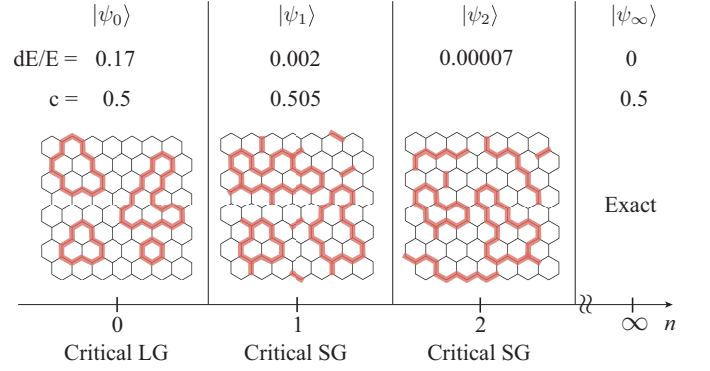 |ψ₀⟩ |ψ₁⟩ |ψ₂⟩ |ψ∞⟩
dE/E = 0.17 0.002 0.00007 0
c = 0.5 0.505 0.5
Exact
0 1 2 ∞ n
Critical LG Critical SG Critical SG